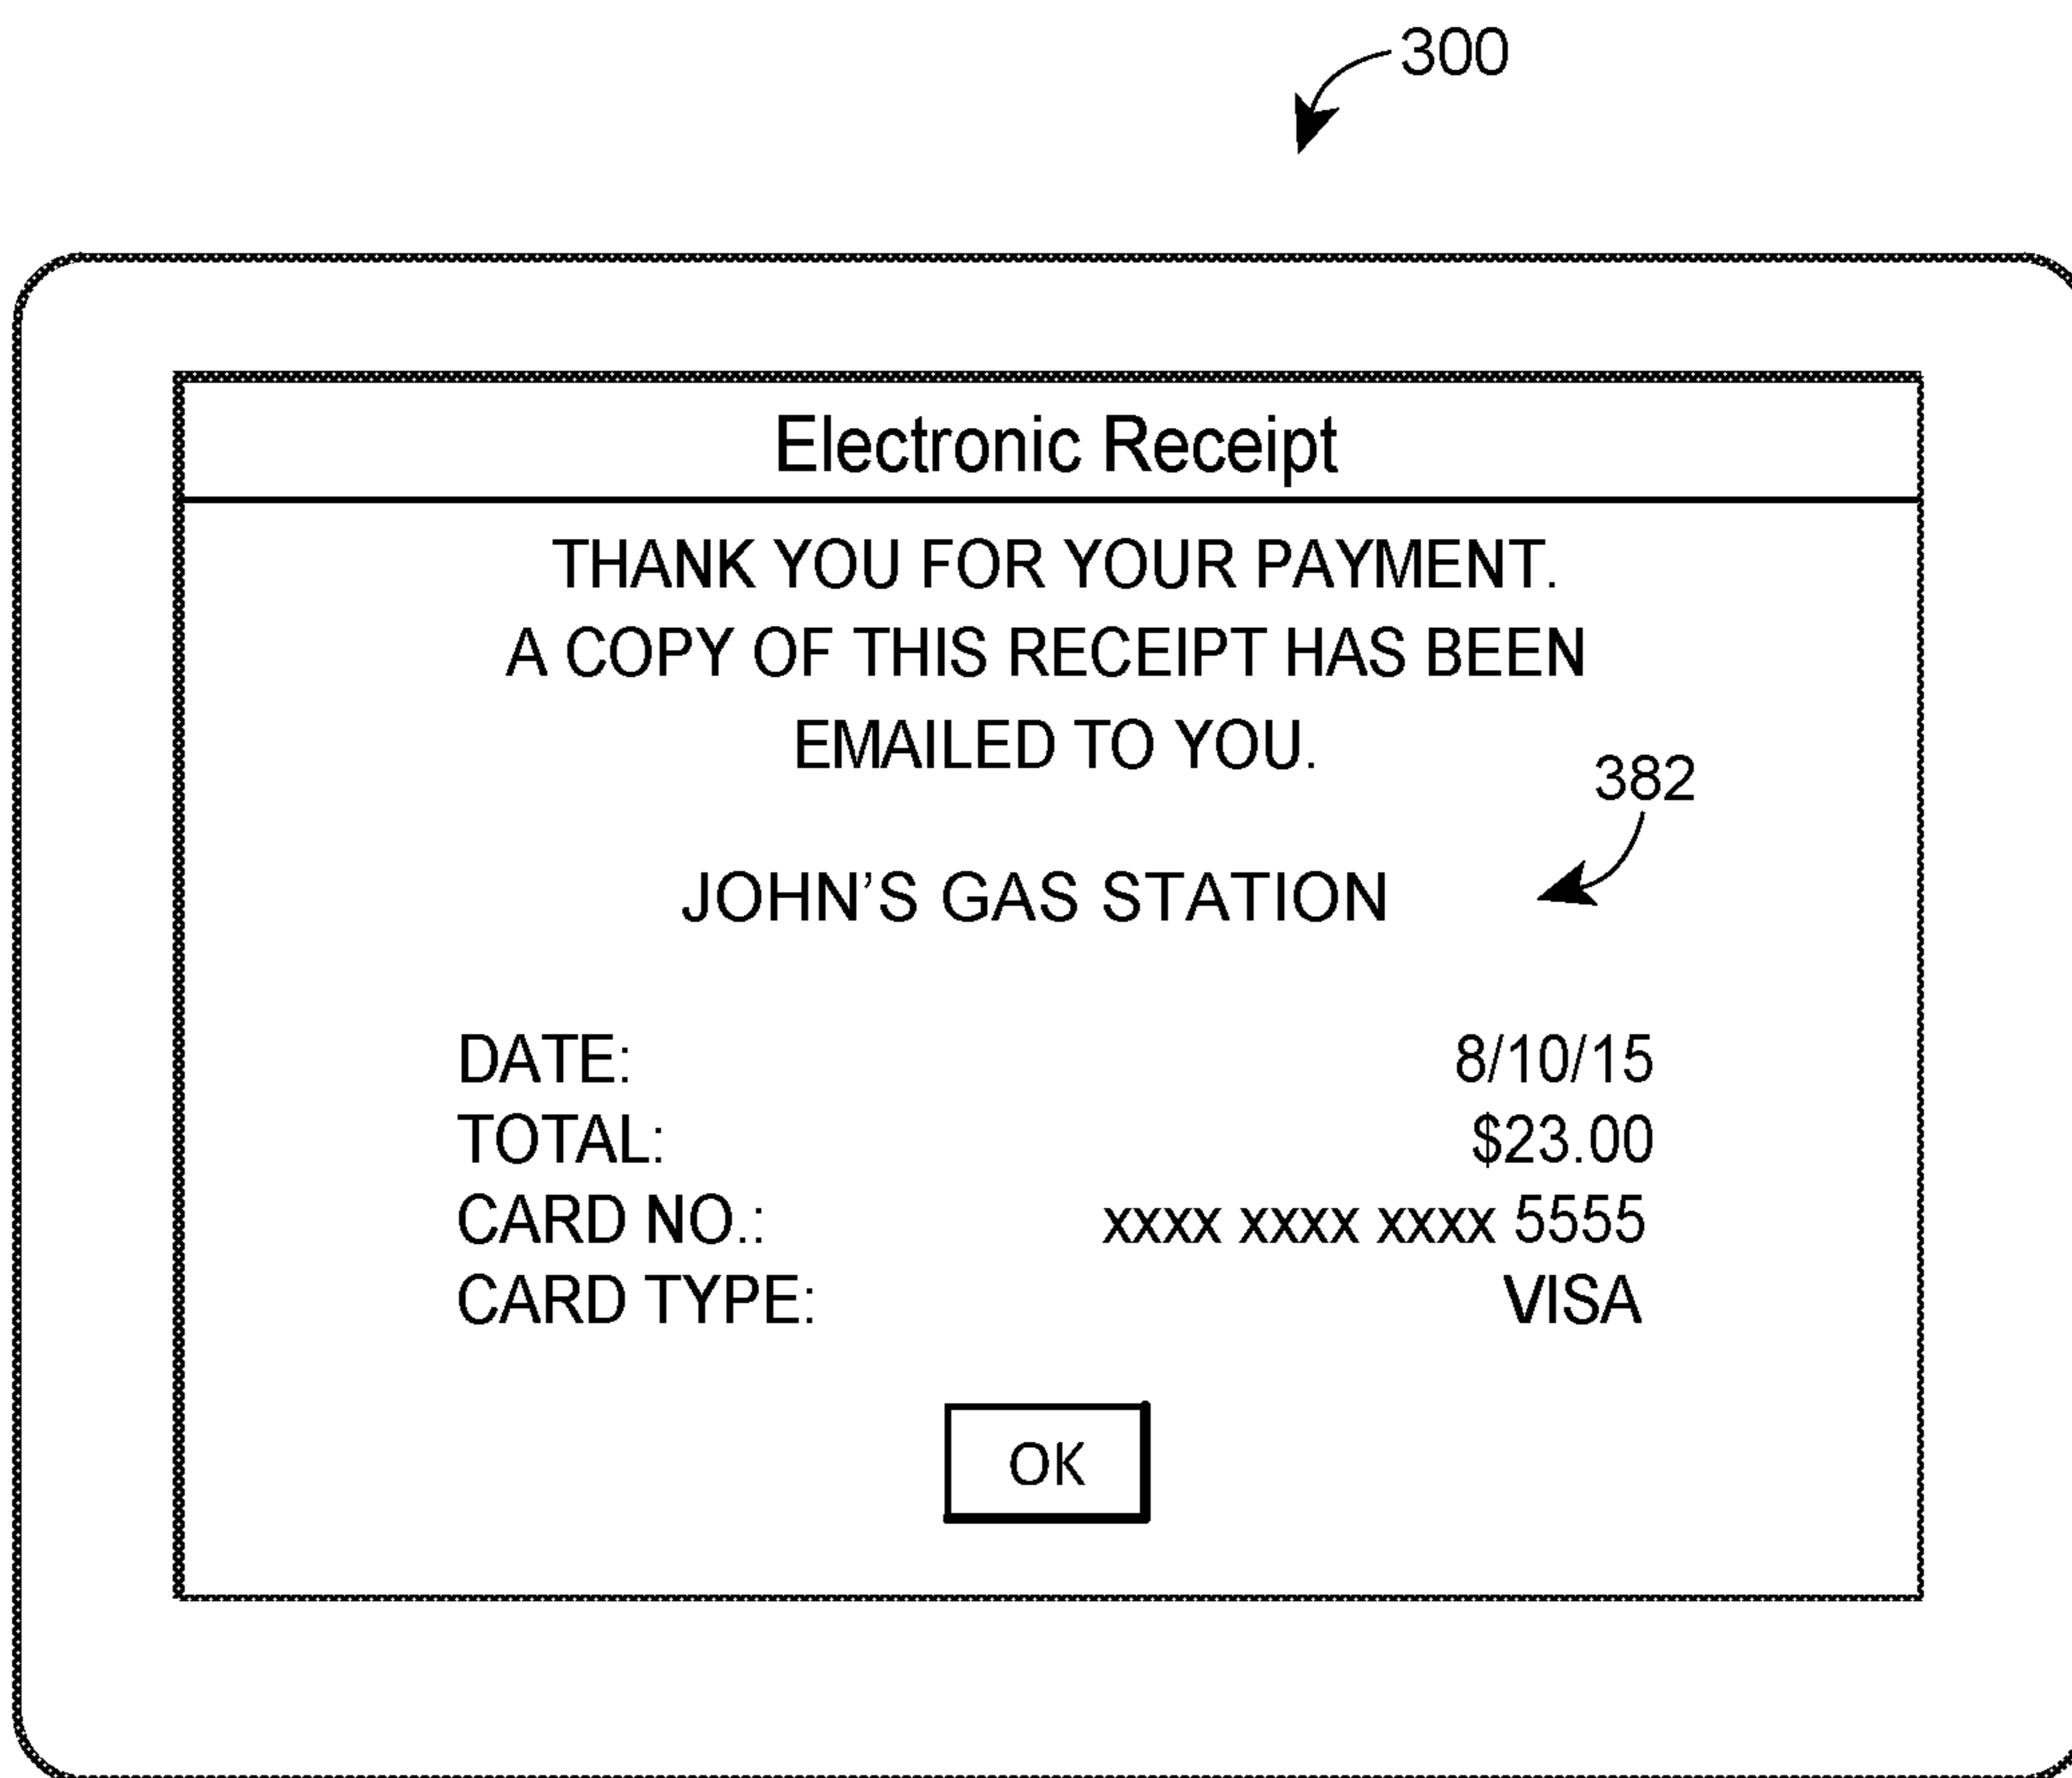 300
Electronic Receipt
THANK YOU FOR YOUR PAYMENT.
A COPY OF THIS RECEIPT HAS BEEN
EMAILED TO YOU.
382
JOHN'S GAS STATION
DATE: 8/10/15
TOTAL: $23.00
CARD NO.: xxxx xxxx xxxx 5555
CARD TYPE: VISA
OK